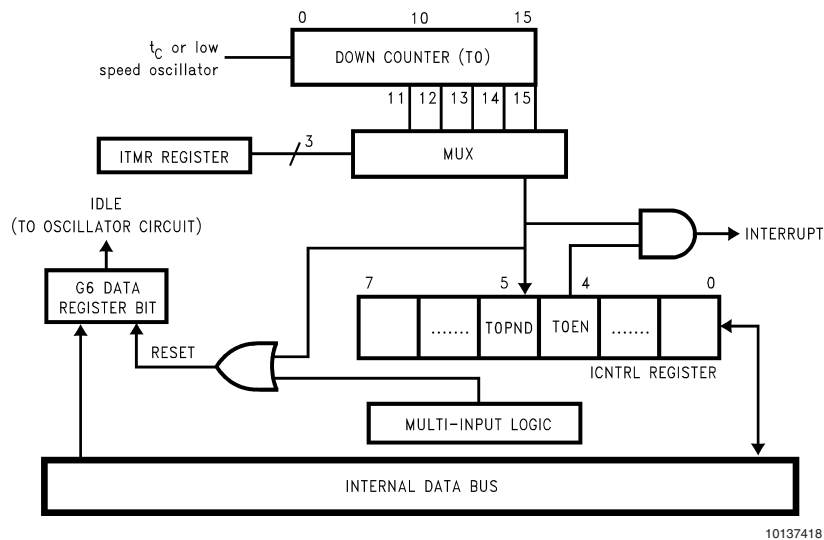 0 10 15
t_C or low
speed oscillator
DOWN COUNTER (T0)
11 12 13 14 15
ITMR REGISTER
3
MUX
IDLE
(TO OSCILLATOR CIRCUIT)
INTERRUPT
G6 DATA
REGISTER BIT
7 5 4 0
....... T0PND T0EN .......
RESET
ICNTRL REGISTER
MULTI-INPUT LOGIC
INTERNAL DATA BUS
10137418